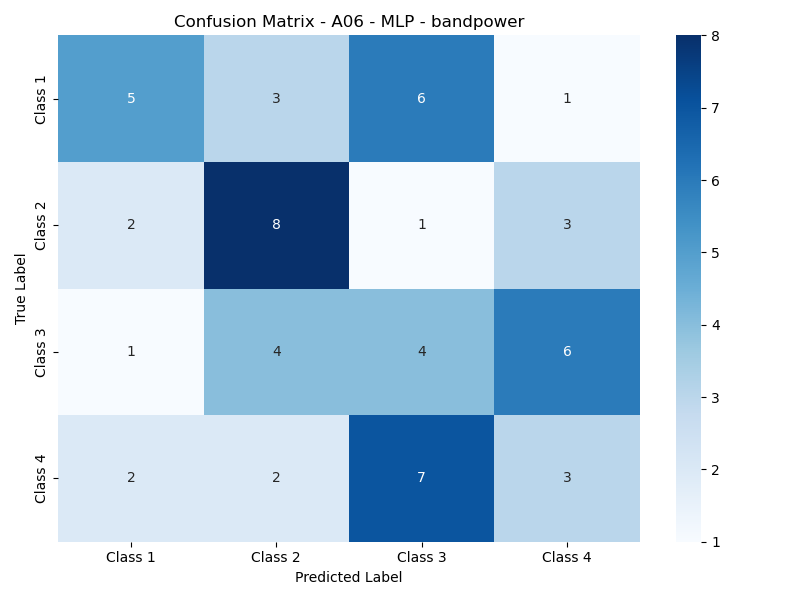 Confusion Matrix - A06 - MLP - bandpower
True Label
Class 1
5 3 6 1
Class 2
2 8 1 3
Class 3
1 4 4 6
Class 4
2 2 7 3
Class 1 Class 2 Class 3 Class 4
Predicted Label
8
7
6
5
4
3
2
1